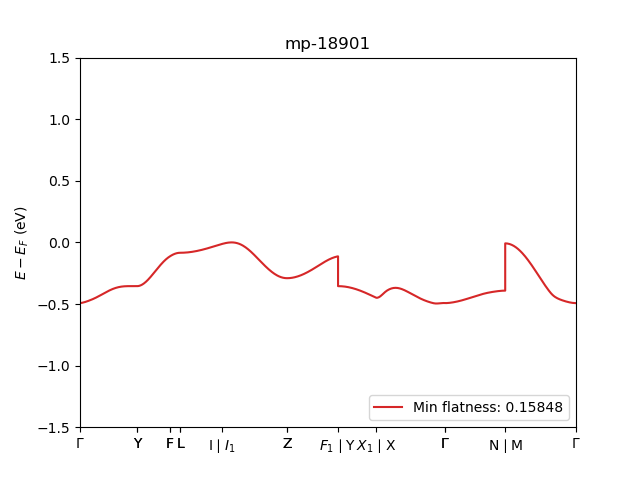 mp-18901
E − E_F (eV)
1.5
1.0
0.5
0.0
−0.5
−1.0
−1.5
Min flatness: 0.15848
Γ Y F L I | I₁ Z F₁ | Y X₁ | X Γ N | M Γ